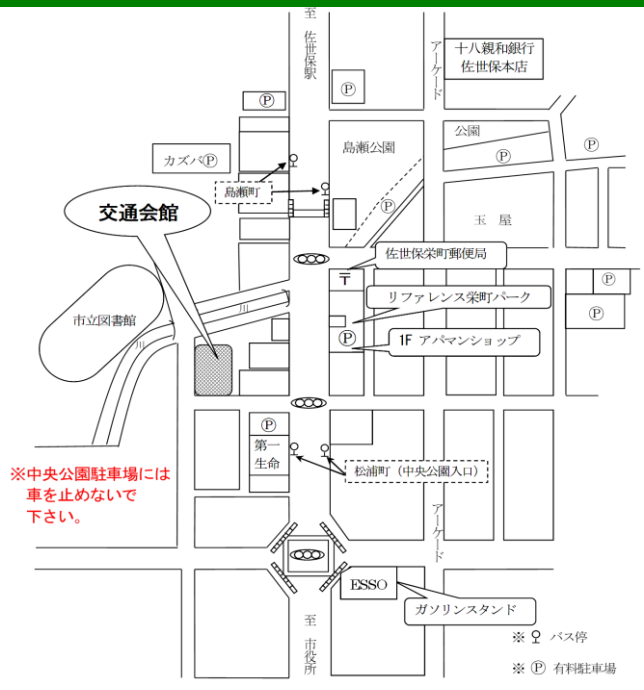 至 佐世保駅
アーケード
十八親和銀行
佐世保本店
Ⓟ
Ⓟ
カズバⓅ
島瀬公園
公園
Ⓟ
Ⓟ
島瀬町
Ⓟ
交通会館
玉 屋
佐世保栄町郵便局
〒
リファレンス栄町パーク
Ⓟ
Ⓟ
市立図書館
川
川
Ⓟ
1F アパマンショップ
Ⓟ
第一
生命
松浦町（中央公園入口）
※中央公園駐車場には
車を止めないで
下さい。
アーケード
ESSO
ガソリンスタンド
至 市役所
※ バス停
※ Ⓟ 有料駐車場